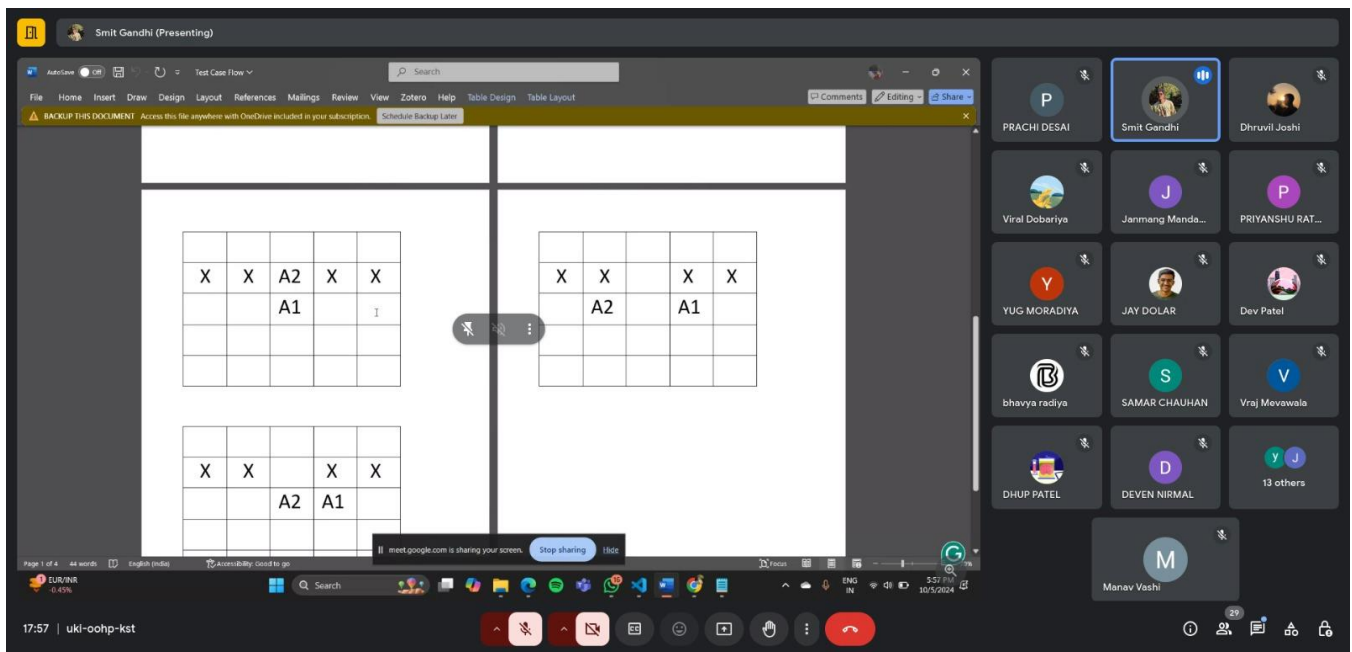 Smit Gandhi (Presenting)
AutoSave Off Test Case Flow Search
File Home Insert Draw Design Layout References Mailings Review View Zotero Help Table Design Table Layout Comments Editing Share
BACKUP THIS DOCUMENT Access this file anywhere with OneDrive included in your subscription. Schedule Backup Later
X X A2 X X
A1
X X X X
A2 A1
X X X X
A2 A1
meet.google.com is sharing your screen. Stop sharing Hide
Page 1 of 4 44 words English (India) Accessibility: Good to go Focus
EUR/INR
-0.45%
Search
ENG
IN
5:57 PM
10/5/2024
P
PRACHI DESAI
Smit Gandhi
Dhruvil Joshi
Viral Dobariya
J
Janmang Manda...
P
PRIYANSHU RAT...
Y
YUG MORADIYA
JAY DOLAR
Dev Patel
bhavya radiya
S
SAMAR CHAUHAN
V
Vraj Mevawala
DHUP PATEL
D
DEVEN NIRMAL
Y J
13 others
M
Manav Vashi
17:57 | uki-oohp-kst
29